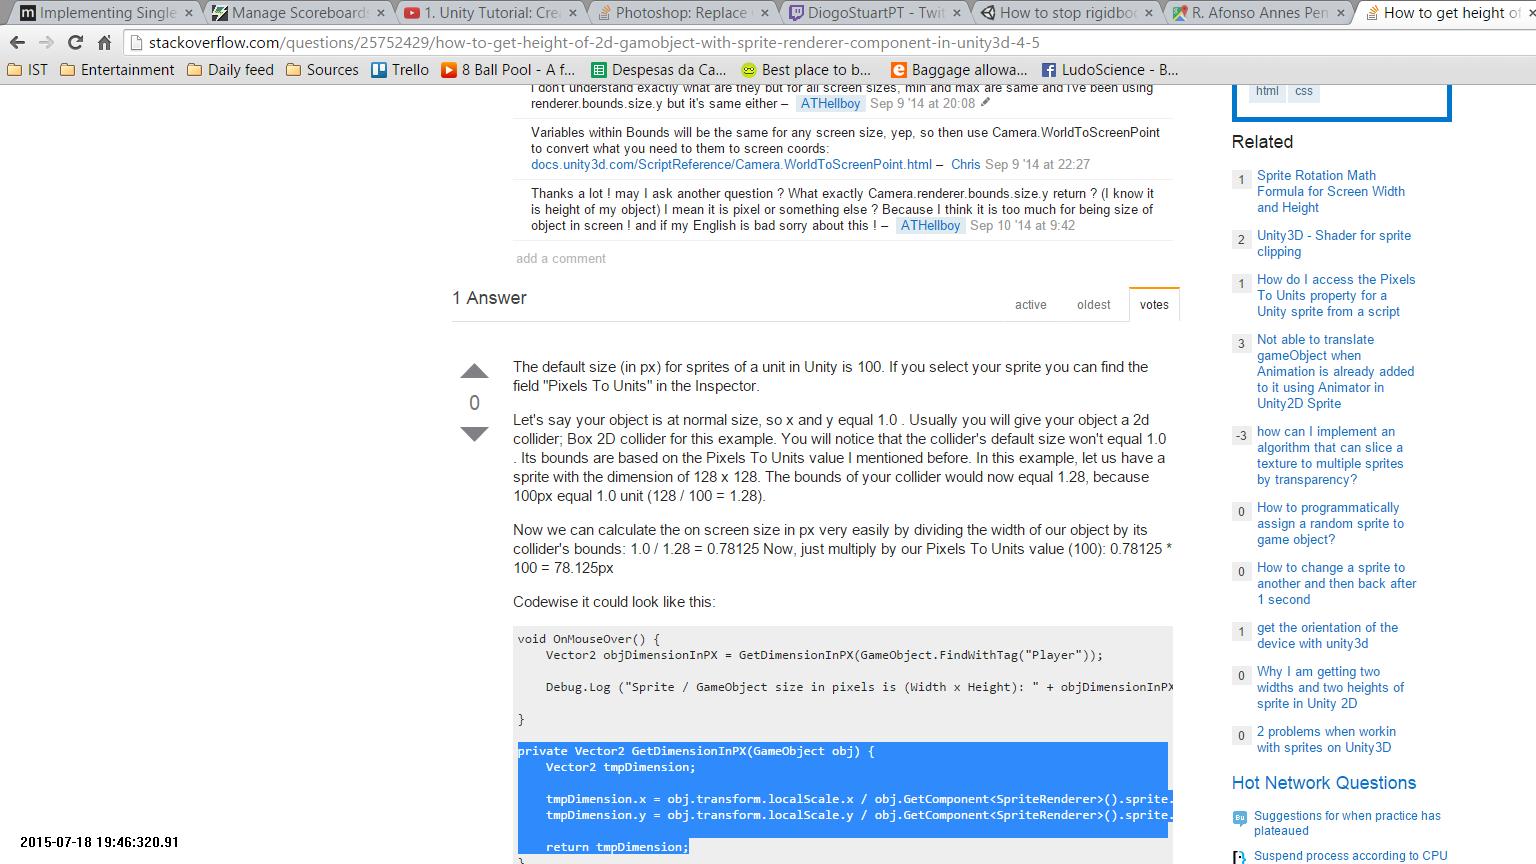 Implementing Single
Manage Scoreboard
1. Unity Tutorial: Cre
Photoshop: Replace
DiogoStuartPT - Twit
How to stop rigidbo
R. Afonso Annes Pen
How to get height of
stackoverflow.com/questions/25752429/how-to-get-height-of-2d-gamobject-with-sprite-renderer-component-in-unity3d-4-5
IST Entertainment Daily feed Sources Trello 8 Ball Pool - A f... Despesas da Ca... Best place to b... Baggage allowa... LudoScience - B...
I don't understand exactly what are they but for all screen sizes, min and max are same and i've been using
renderer.bounds.size.y but it's same either – ATHellboy Sep 9 '14 at 20:08
Variables within Bounds will be the same for any screen size, yep, so then use Camera.WorldToScreenPoint
to convert what you need to them to screen coords:
docs.unity3d.com/ScriptReference/Camera.WorldToScreenPoint.html – Chris Sep 9 '14 at 22:27
Thanks a lot ! may I ask another question ? What exactly Camera.renderer.bounds.size.y return ? (I know it
is height of my object) I mean it is pixel or something else ? Because I think it is too much for being size of
object in screen ! and if my English is bad sorry about this ! – ATHellboy Sep 10 '14 at 9:42
add a comment
1 Answer
active oldest votes
The default size (in px) for sprites of a unit in Unity is 100. If you select your sprite you can find the
field "Pixels To Units" in the Inspector.
0
Let's say your object is at normal size, so x and y equal 1.0 . Usually you will give your object a 2d
collider; Box 2D collider for this example. You will notice that the collider's default size won't equal 1.0
. Its bounds are based on the Pixels To Units value I mentioned before. In this example, let us have a
sprite with the dimension of 128 x 128. The bounds of your collider would now equal 1.28, because
100px equal 1.0 unit (128 / 100 = 1.28).
Now we can calculate the on screen size in px very easily by dividing the width of our object by its
collider's bounds: 1.0 / 1.28 = 0.78125 Now, just multiply by our Pixels To Units value (100): 0.78125 *
100 = 78.125px
Codewise it could look like this:
void OnMouseOver() {
Vector2 objDimensionInPX = GetDimensionInPX(GameObject.FindWithTag("Player"));
Debug.Log ("Sprite / GameObject size in pixels is (Width x Height): " + objDimensionInPX
}
private Vector2 GetDimensionInPX(GameObject obj) {
Vector2 tmpDimension;
tmpDimension.x = obj.transform.localScale.x / obj.GetComponent<SpriteRenderer>().sprite.
tmpDimension.y = obj.transform.localScale.y / obj.GetComponent<SpriteRenderer>().sprite.
return tmpDimension;
}
html css
Related
1 Sprite Rotation Math
Formula for Screen Width
and Height
2 Unity3D - Shader for sprite
clipping
1 How do I access the Pixels
To Units property for a
Unity sprite from a script
3 Not able to translate
gameObject when
Animation is already added
to it using Animator in
Unity2D Sprite
-3 how can I implement an
algorithm that can slice a
texture to multiple sprites
by transparency?
0 How to programmatically
assign a random sprite to
game object?
0 How to change a sprite to
another and then back after
1 second
1 get the orientation of the
device with unity3d
0 Why I am getting two
widths and two heights of
sprite in Unity 2D
0 2 problems when workin
with sprites on Unity3D
Hot Network Questions
Suggestions for when practice has
plateaued
Suspend process according to CPU
2015-07-18 19:46:320.91